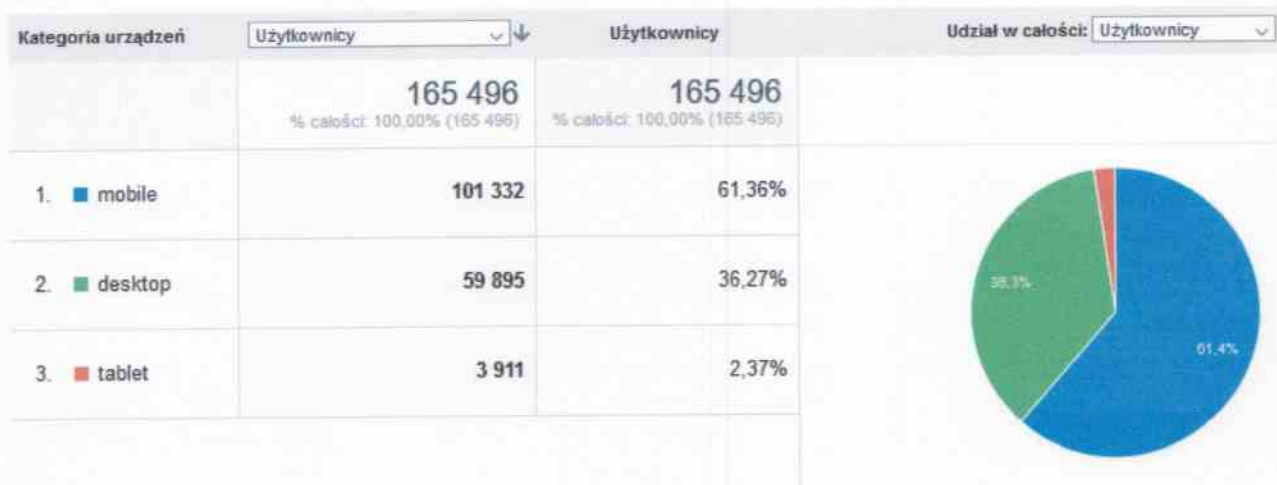 Kategoria urządzeń Użytkownicy Użytkownicy Udział w całości: Użytkownicy
165 496 165 496
% całości: 100,00% (165 496) % całości: 100,00% (165 496)
1. mobile 101 332 61,36%
2. desktop 59 895 36,27%
3. tablet 3 911 2,37%
36,3%
61,4%